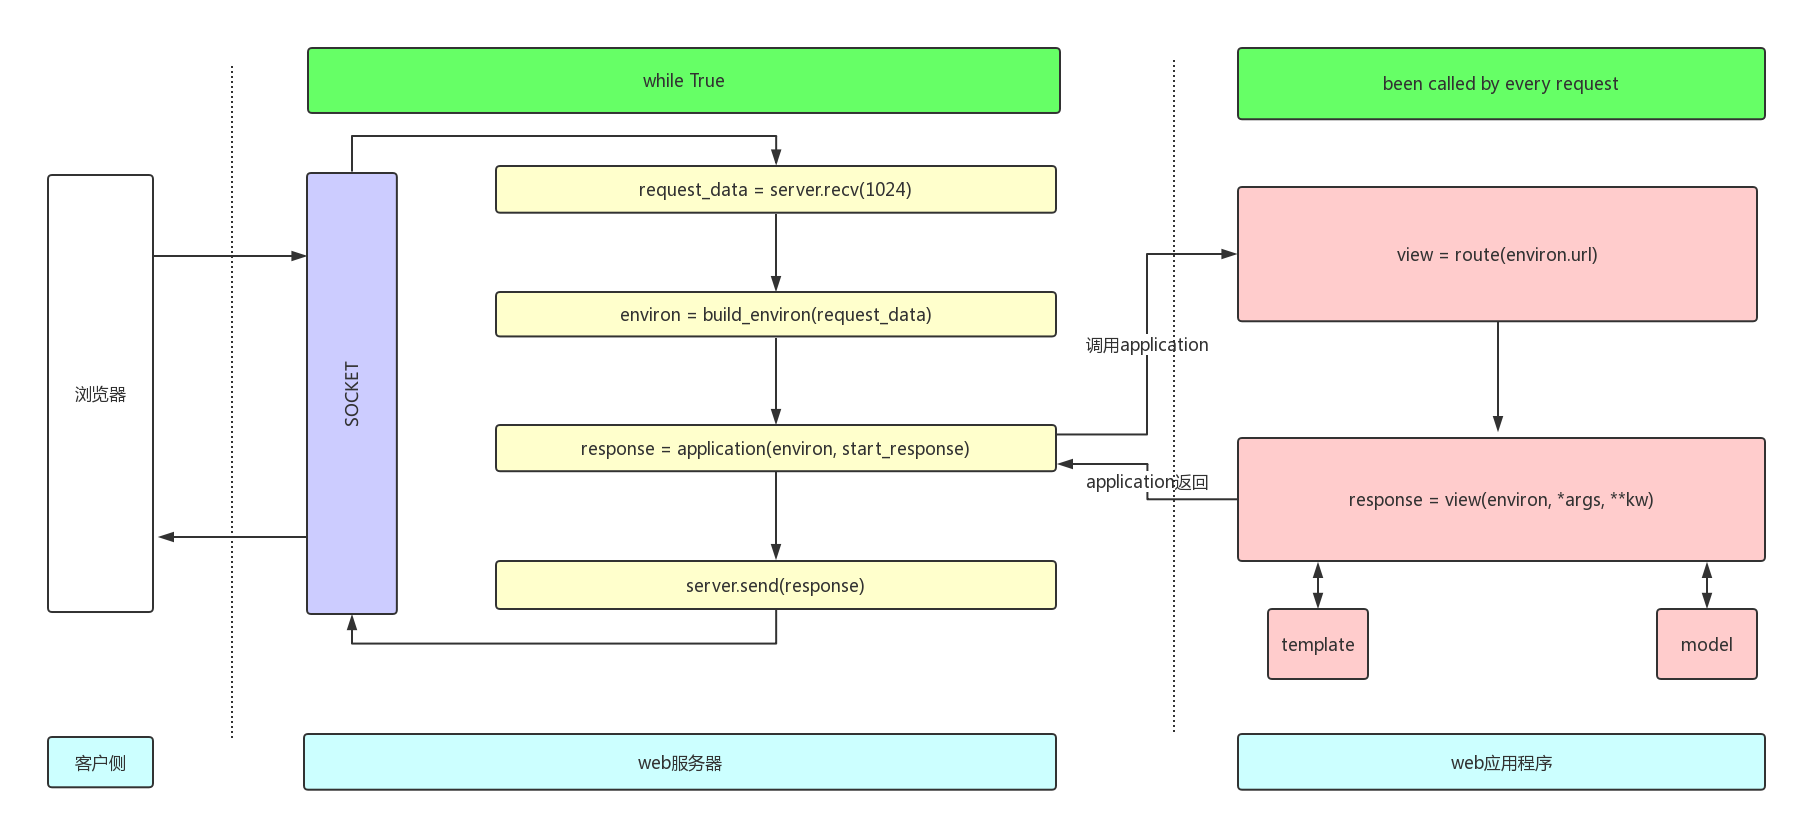 while True
been called by every request
request_data = server.recv(1024)
view = route(environ.url)
environ = build_environ(request_data)
调用application
浏览器
SOCKET
response = application(environ, start_response)
application返回
response = view(environ, *args, **kw)
server.send(response)
template
model
客户侧
web服务器
web应用程序